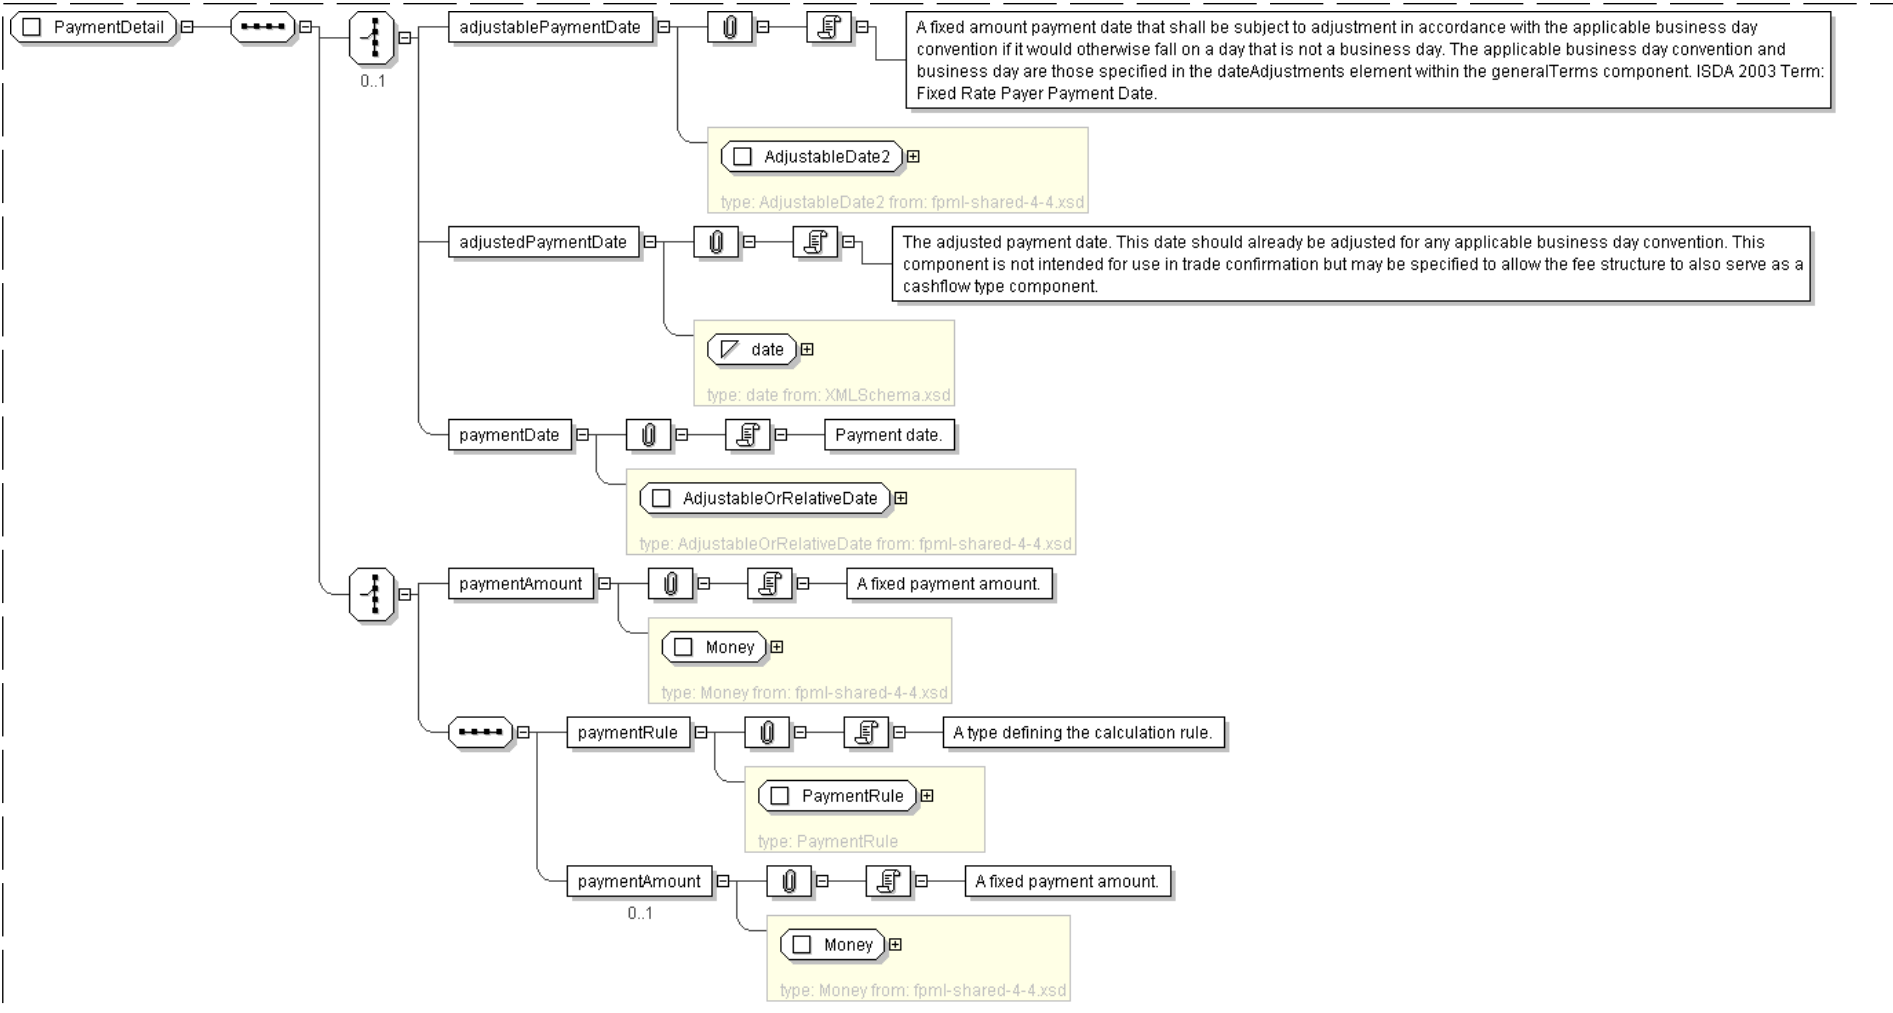 PaymentDetail
0..1
adjustablePaymentDate
A fixed amount payment date that shall be subject to adjustment in accordance with the applicable business day
convention if it would otherwise fall on a day that is not a business day. The applicable business day convention and
business day are those specified in the dateAdjustments element within the generalTerms component. ISDA 2003 Term:
Fixed Rate Payer Payment Date.
AdjustableDate2
type: AdjustableDate2 from: fpml-shared-4-4.xsd
adjustedPaymentDate
The adjusted payment date. This date should already be adjusted for any applicable business day convention. This
component is not intended for use in trade confirmation but may be specified to allow the fee structure to also serve as a
cashflow type component.
date
type: date from: XMLSchema.xsd
paymentDate
Payment date.
AdjustableOrRelativeDate
type: AdjustableOrRelativeDate from: fpml-shared-4-4.xsd
paymentAmount
A fixed payment amount.
Money
type: Money from: fpml-shared-4-4.xsd
paymentRule
A type defining the calculation rule.
PaymentRule
type: PaymentRule
paymentAmount
A fixed payment amount.
0..1
Money
type: Money from: fpml-shared-4-4.xsd